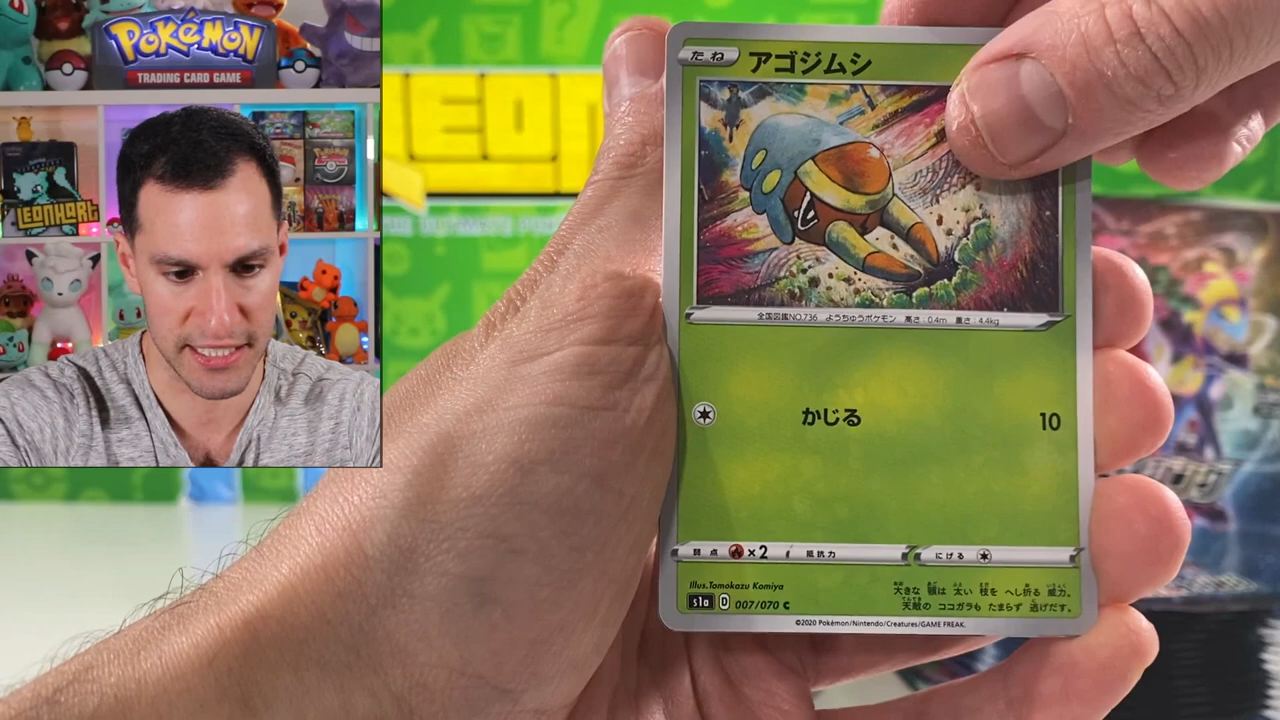 POKéMON
TRADING CARD GAME
LEONHART
LEON
たね
アゴジムシ
全国図鑑NO.736 ようちゅうポケモン 高さ:0.4m 重さ:4.4kg
かじる 10
弱点 ×2 抵抗力 にげる
Illus.Tomokazu Komiya
大きな 顎は 太い 枝を へし折る 威力。
天敵の ココガラも たまらず 逃げだす。
s1a D 007/070 C
©2020 Pokémon/Nintendo/Creatures/GAME FREAK.